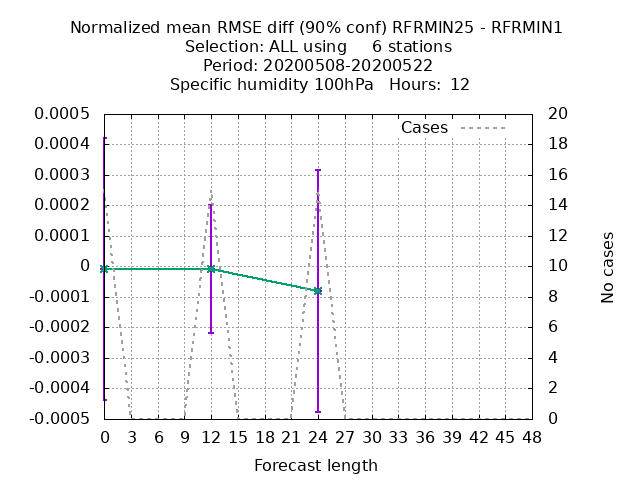 Normalized mean RMSE diff (90% conf) RFRMIN25 - RFRMIN1
Selection: ALL using     6 stations
Period: 20200508-20200522
Specific humidity 100hPa   Hours:  12
0.0005
0.0004
0.0003
0.0002
0.0001
0
-0.0001
-0.0002
-0.0003
-0.0004
-0.0005
Cases
20
18
16
14
12
10
8
6
4
2
0
No cases
0 3 6 9 12 15 18 21 24 27 30 33 36 39 42 45 48
Forecast length